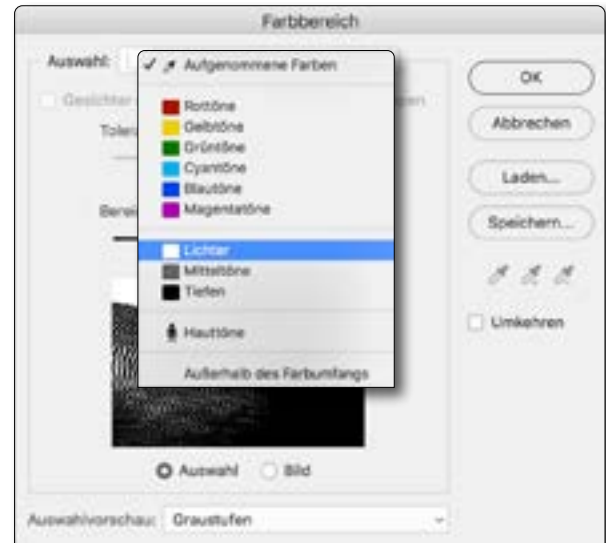 Farbbereich
Auswahl:
Aufgenommene Farben
OK
Abbrechen
Laden...
Speichern...
Rottöne
Gelbtöne
Grüntöne
Cyantöne
Blautöne
Magentatöne
Lichter
Mitteltöne
Tiefen
Hauttöne
Außerhalb des Farbumfangs
Umkehren
Auswahl
Bild
Auswahlvorschau: Graustufen